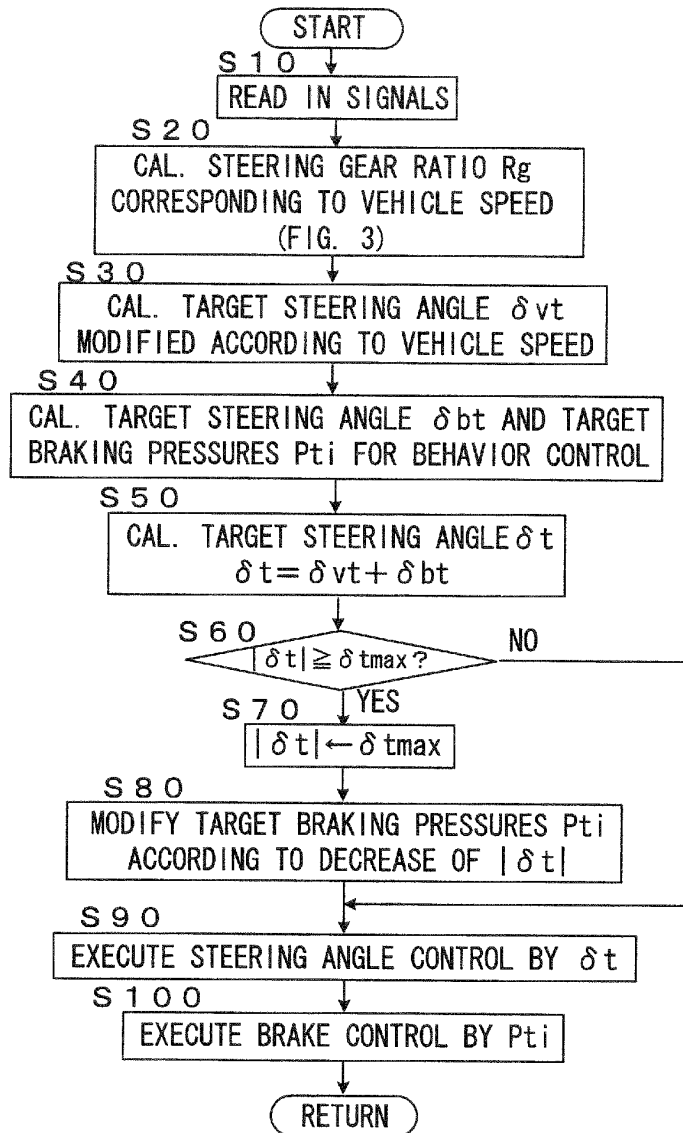 START
S10
READ IN SIGNALS
S20
CAL. STEERING GEAR RATIO Rg
CORRESPONDING TO VEHICLE SPEED
(FIG. 3)
S30
CAL. TARGET STEERING ANGLE δvt
MODIFIED ACCORDING TO VEHICLE SPEED
S40
CAL. TARGET STEERING ANGLE δbt AND TARGET
BRAKING PRESSURES Pti FOR BEHAVIOR CONTROL
S50
CAL. TARGET STEERING ANGLE δt
δt=δvt+δbt
S60
|δt|≧δtmax?
NO
YES
S70
|δt|←δtmax
S80
MODIFY TARGET BRAKING PRESSURES Pti
ACCORDING TO DECREASE OF |δt|
S90
EXECUTE STEERING ANGLE CONTROL BY δt
S100
EXECUTE BRAKE CONTROL BY Pti
RETURN